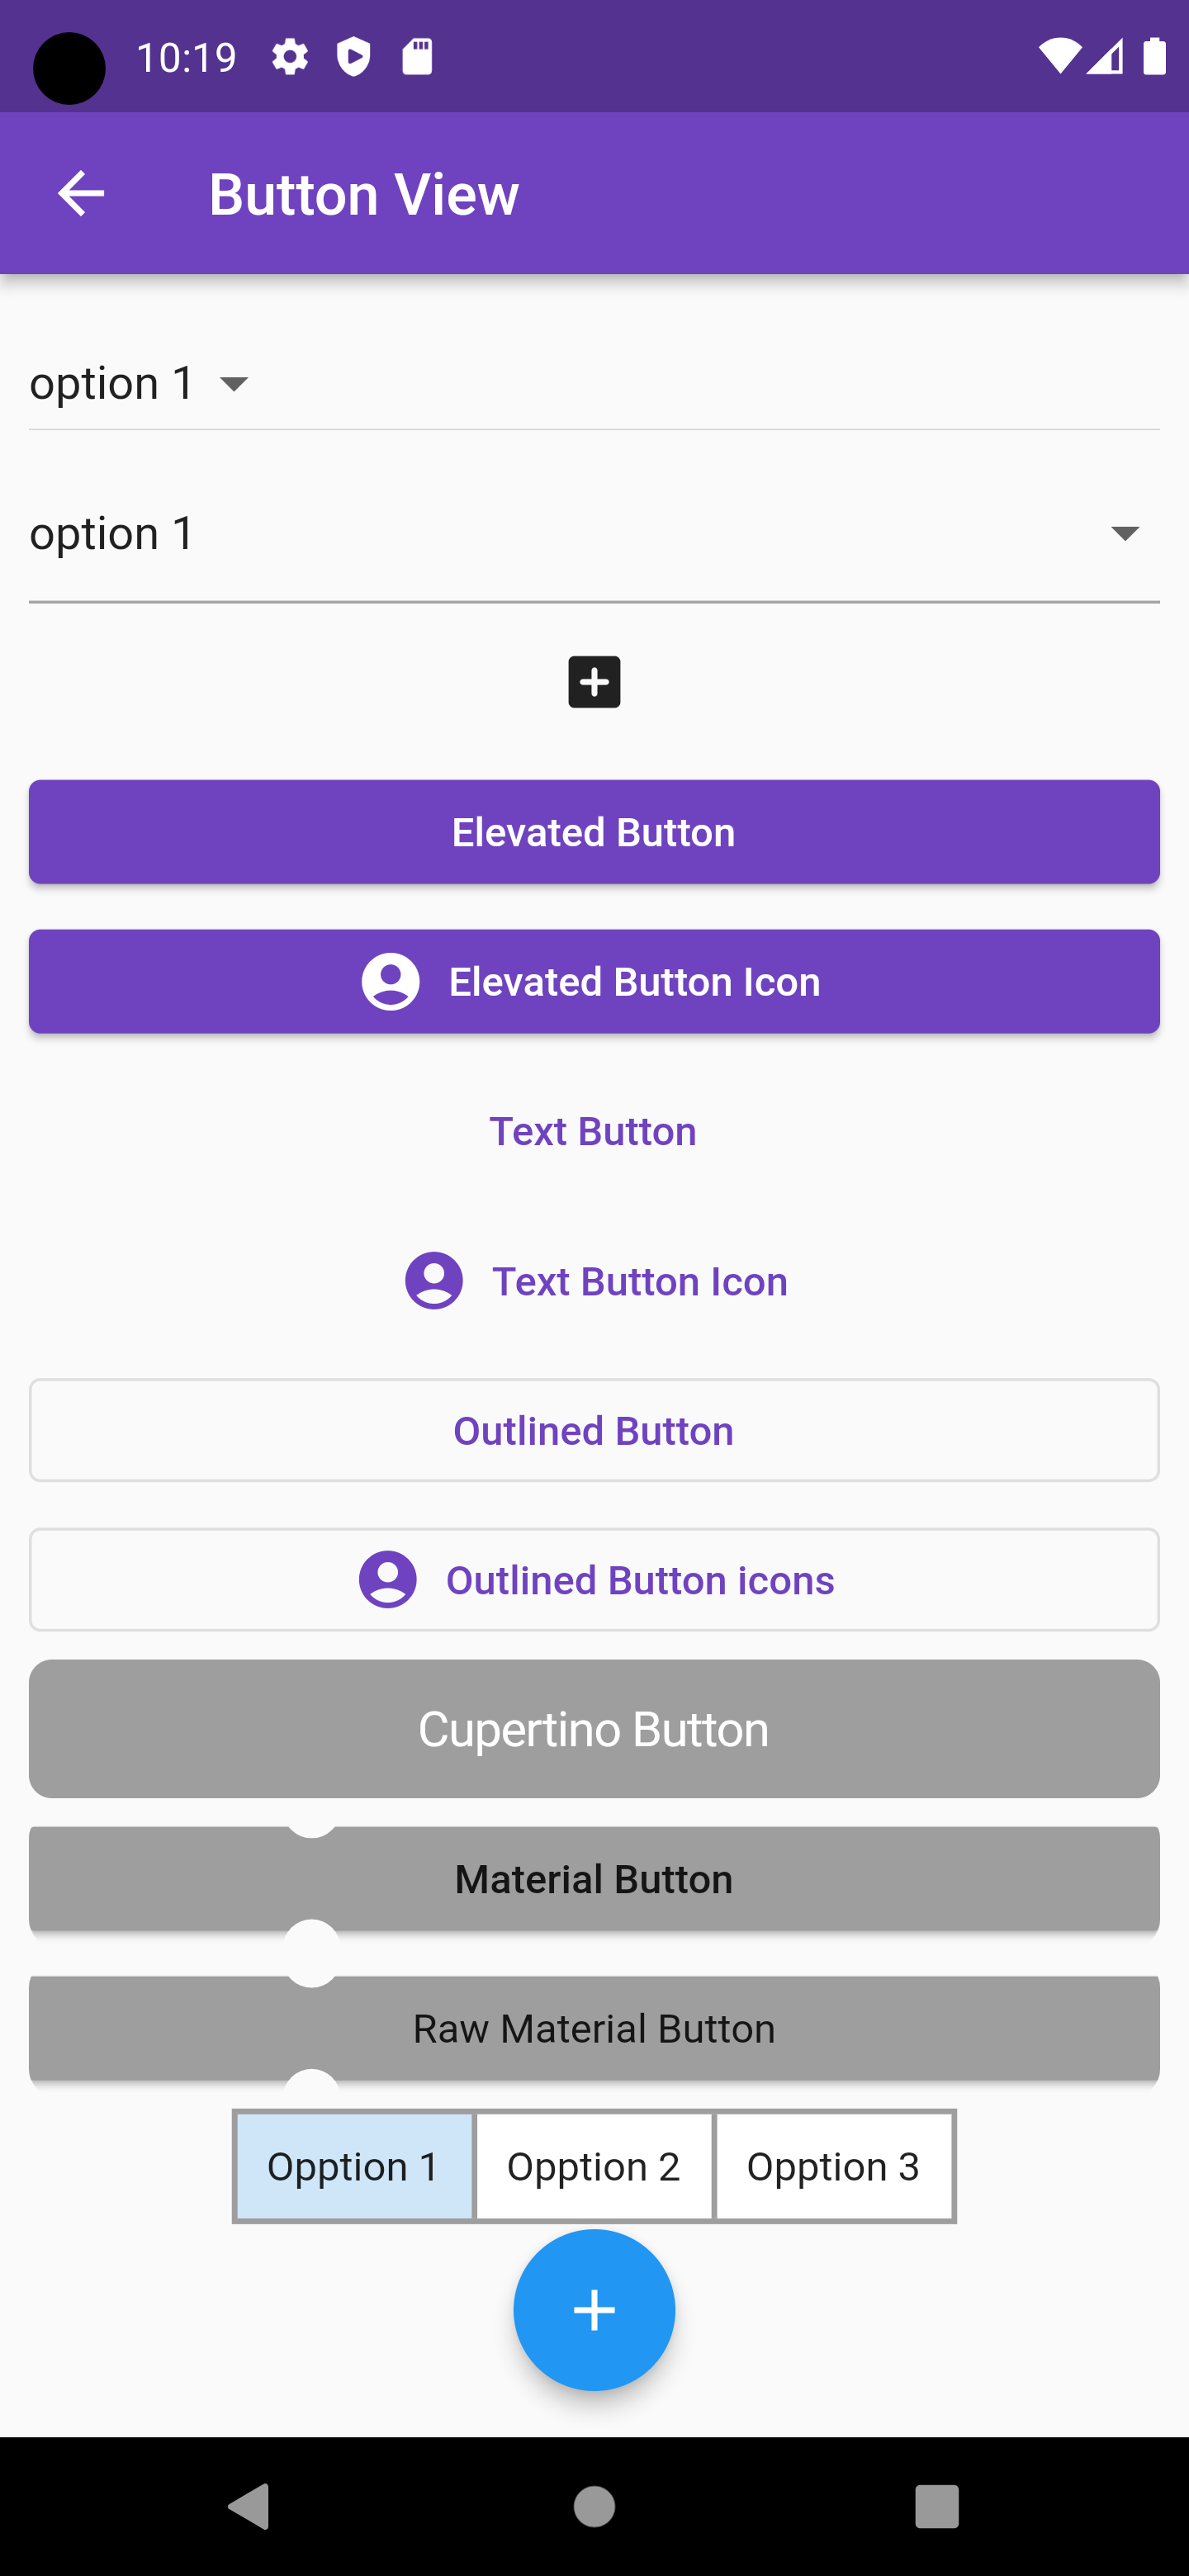 10:19
Button View
option 1
option 1
Elevated Button
Elevated Button Icon
Text Button
Text Button Icon
Outlined Button
Outlined Button icons
Cupertino Button
Material Button
Raw Material Button
Opption 1 Opption 2 Opption 3